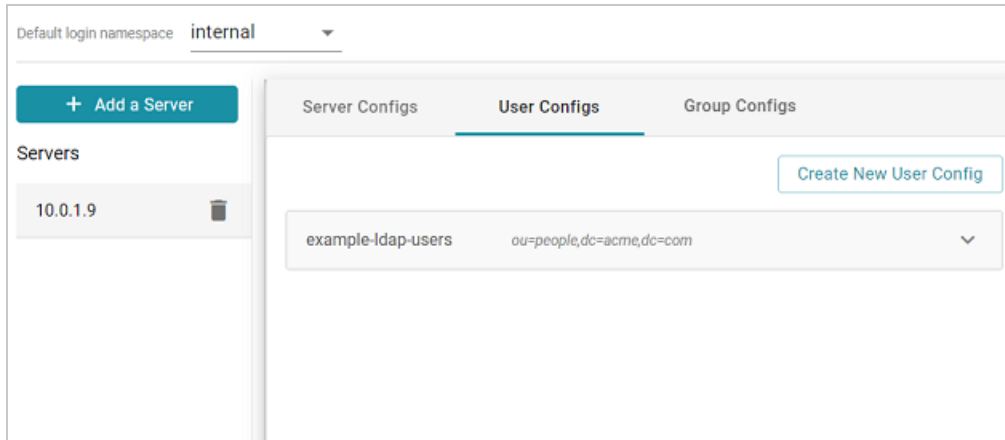 Default login namespace internal
+ Add a Server
Servers
10.0.1.9
Server Configs User Configs Group Configs
Create New User Config
example-ldap-users ou=people,dc=acme,dc=com